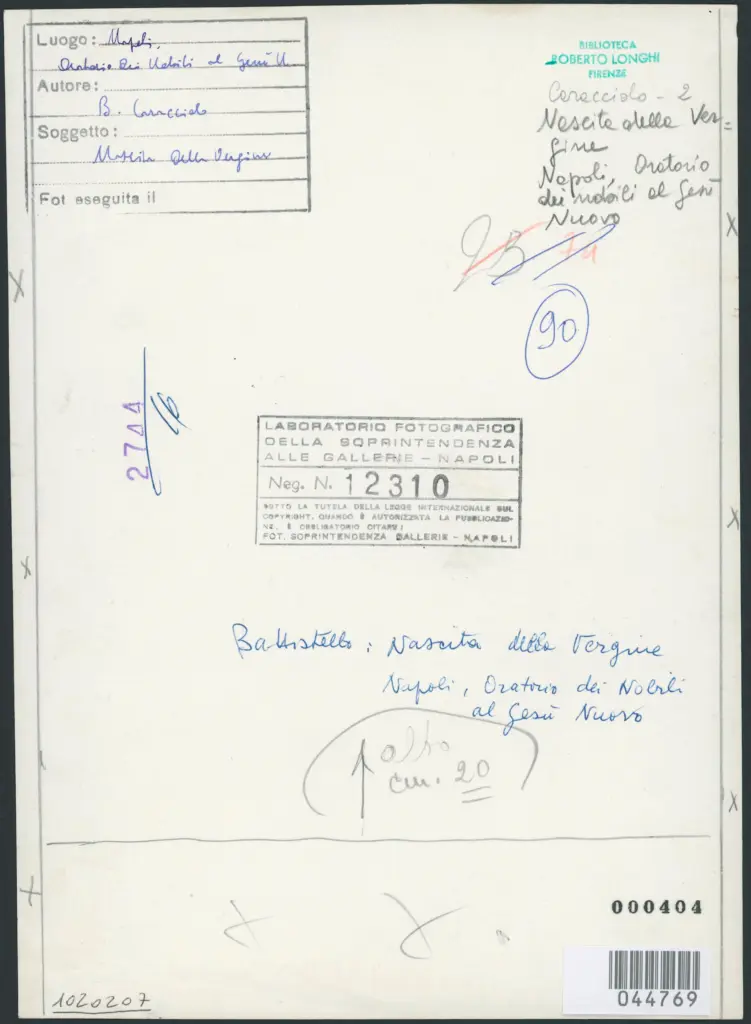 Luogo: Napoli,
Oratorio dei Nobili al Gesù N.
Autore:
B. Caracciolo
Soggetto:
Nascita della Vergine
Fot eseguita il
BIBLIOTECA
ROBERTO LONGHI
FIRENZE
Caracciolo - 2
Nascita della Ver=
gine
Napoli, Oratorio
dei nobili al Gesù
Nuovo
90
2744
16
LABORATORIO FOTOGRAFICO
DELLA SOPRINTENDENZA
ALLE GALLERIE - NAPOLI
Neg. N. 12310
SOTTO LA TUTELA DELLA LEGGE INTERNAZIONALE SUL
COPYRIGHT. QUANDO È AUTORIZZATA LA PUBBLICAZIO-
NE, È OBBLIGATORIO CITARE:
FOT. SOPRINTENDENZA GALLERIE - NAPOLI
Battistello: Nascita della Vergine
Napoli, Oratorio dei Nobili
al Gesù Nuovo
alto
cm. 20
000404
044769
1020207